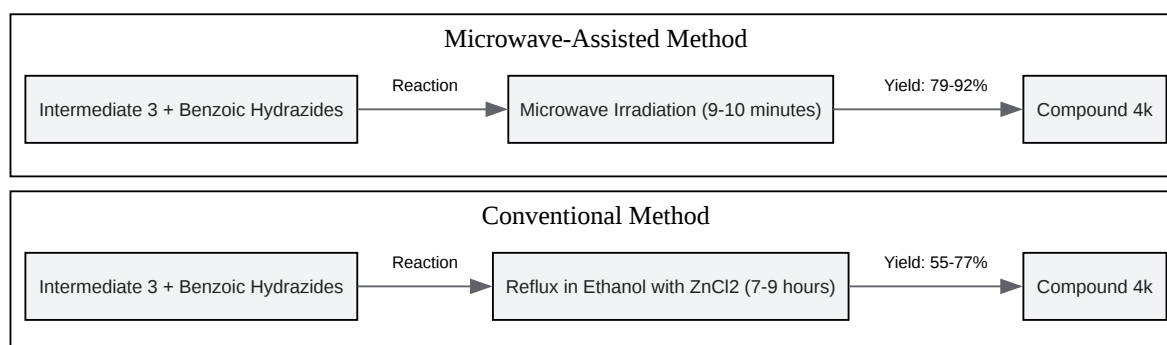 Microwave-Assisted Method
Intermediate 3 + Benzoic Hydrazides
Reaction
Microwave Irradiation (9-10 minutes)
Yield: 79-92%
Compound 4k
Conventional Method
Intermediate 3 + Benzoic Hydrazides
Reaction
Reflux in Ethanol with ZnCl2 (7-9 hours)
Yield: 55-77%
Compound 4k